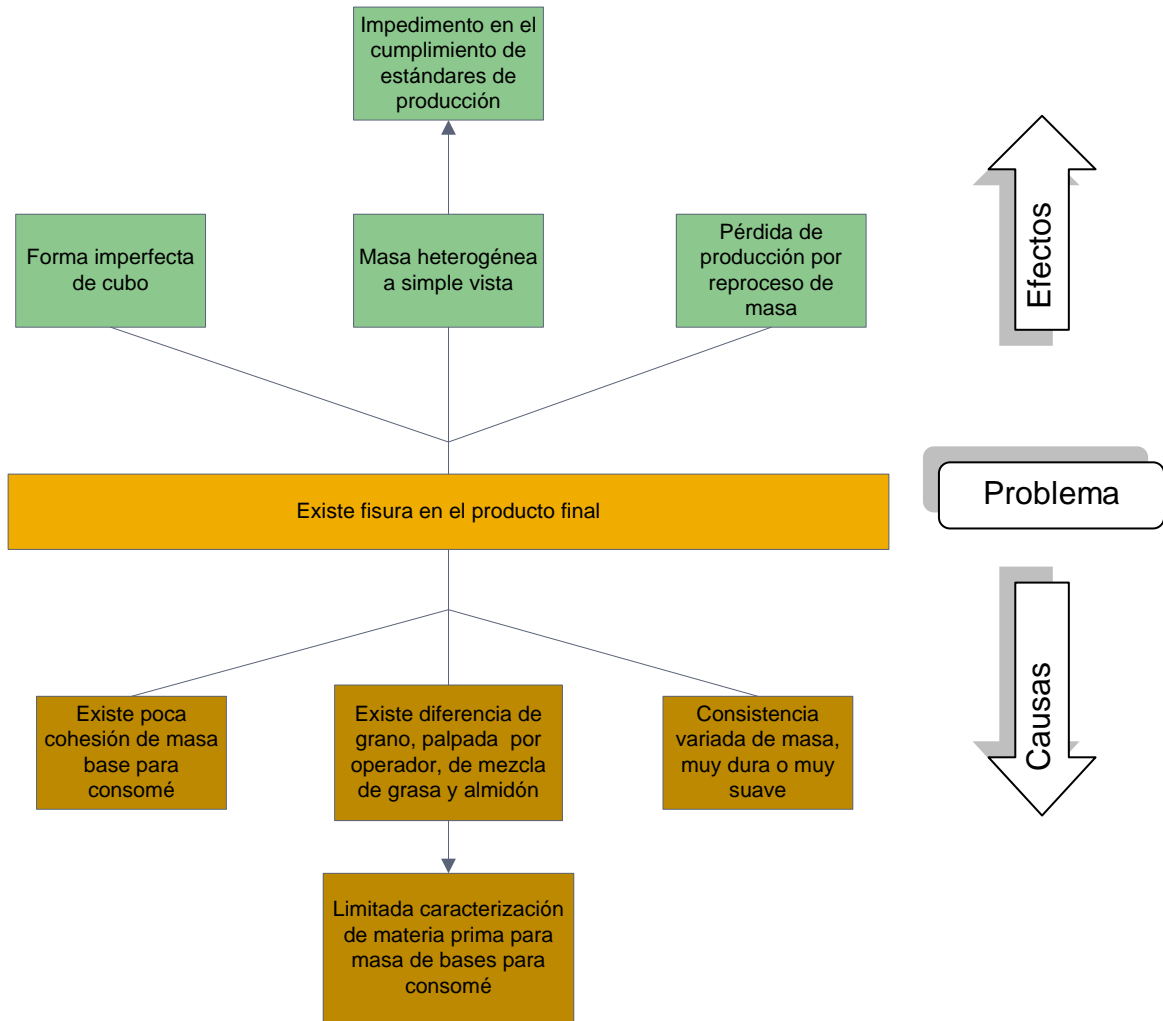 Impedimento en el
cumplimiento de
estándares de
producción
Forma imperfecta
de cubo
Masa heterogénea
a simple vista
Pérdida de
producción por
reproceso de
masa
Efectos
Existe fisura en el producto final
Problema
Existe poca
cohesión de masa
base para
consomé
Existe diferencia de
grano, palpada por
operador, de mezcla
de grasa y almidón
Consistencia
variada de masa,
muy dura o muy
suave
Causas
Limitada caracterización
de materia prima para
masa de bases para
consomé